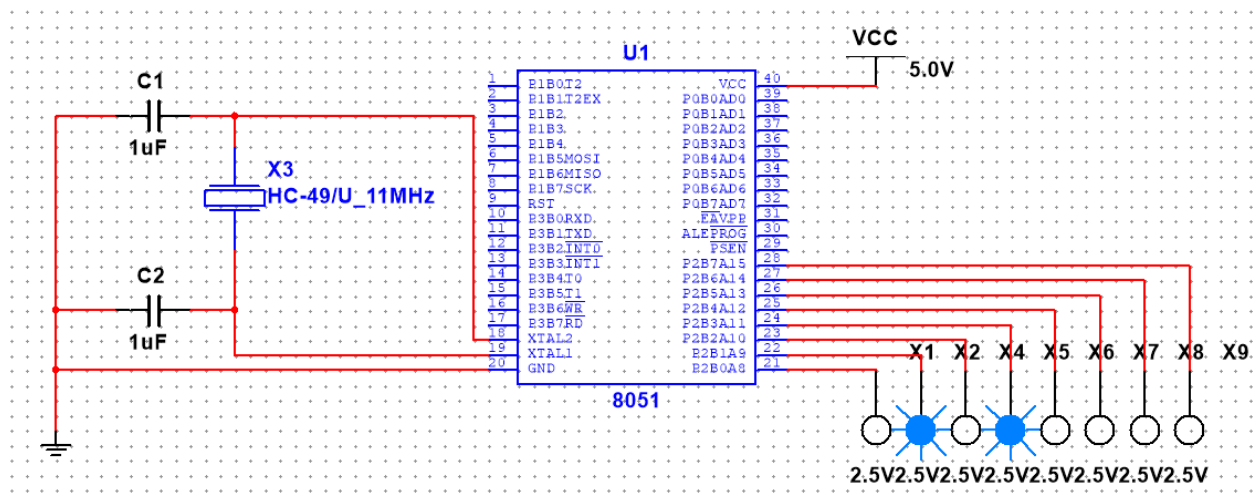 VCC
5.0V
U1
C1
1uF
X3
HC-49/U_11MHz
C2
1uF
1 P1B0T2
2 P1B1T2EX
3 P1B2
4 P1B3
5 P1B4
6 P1B5MOSI
7 P1B6MISO
8 P1B7SCK
9 RST
10 P3B0RXD
11 P3B1TXD
12 P3B2INT0
13 P3B3INT1
14 P3B4T0
15 P3B5T1
16 P3B6WR
17 P3B7RD
18 XTAL2
19 XTAL1
20 GND
VCC 40
P0B0AD0 39
P0B1AD1 38
P0B2AD2 37
P0B3AD3 36
P0B4AD4 35
P0B5AD5 34
P0B6AD6 33
P0B7AD7 32
EAVPP 31
ALEPROG 30
PSEN 29
P2B7A15 28
P2B6A14 27
P2B5A13 26
P2B4A12 25
P2B3A11 24
P2B2A10 23
P2B1A9 22
P2B0A8 21
8051
X1 X2 X4 X5 X6 X7 X8 X9
2.5V2.5V2.5V2.5V2.5V2.5V2.5V2.5V